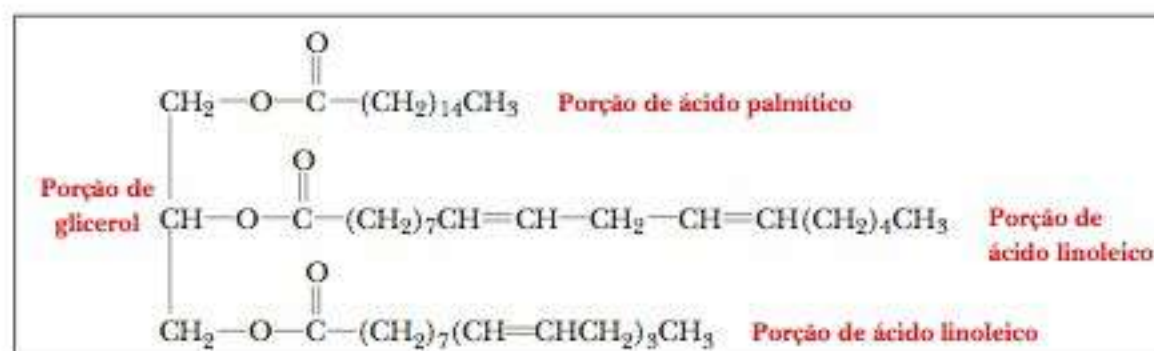 O
CH₂—O—C—(CH₂)₁₄CH₃ Porção de ácido palmítico
O
Porção de
glicerol CH—O—C—(CH₂)₇CH=CH—CH₂—CH=CH(CH₂)₄CH₃ Porção de
ácido linoleico
O
CH₂—O—C—(CH₂)₇(CH=CHCH₂)₃CH₃ Porção de ácido linoleico